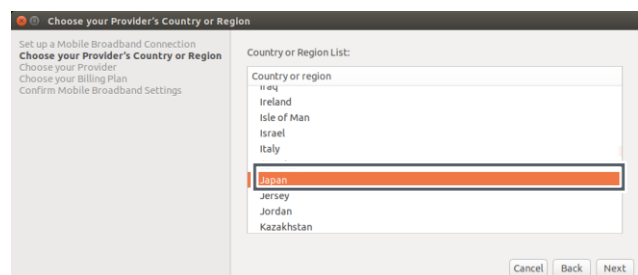 Choose your Provider's Country or Region
Set up a Mobile Broadband Connection
Choose your Provider's Country or Region
Choose your Provider
Choose your Billing Plan
Confirm Mobile Broadband Settings
Country or Region List:
Country or region
Iraq
Ireland
Isle of Man
Israel
Italy
Japan
Jersey
Jordan
Kazakhstan
Cancel Back Next